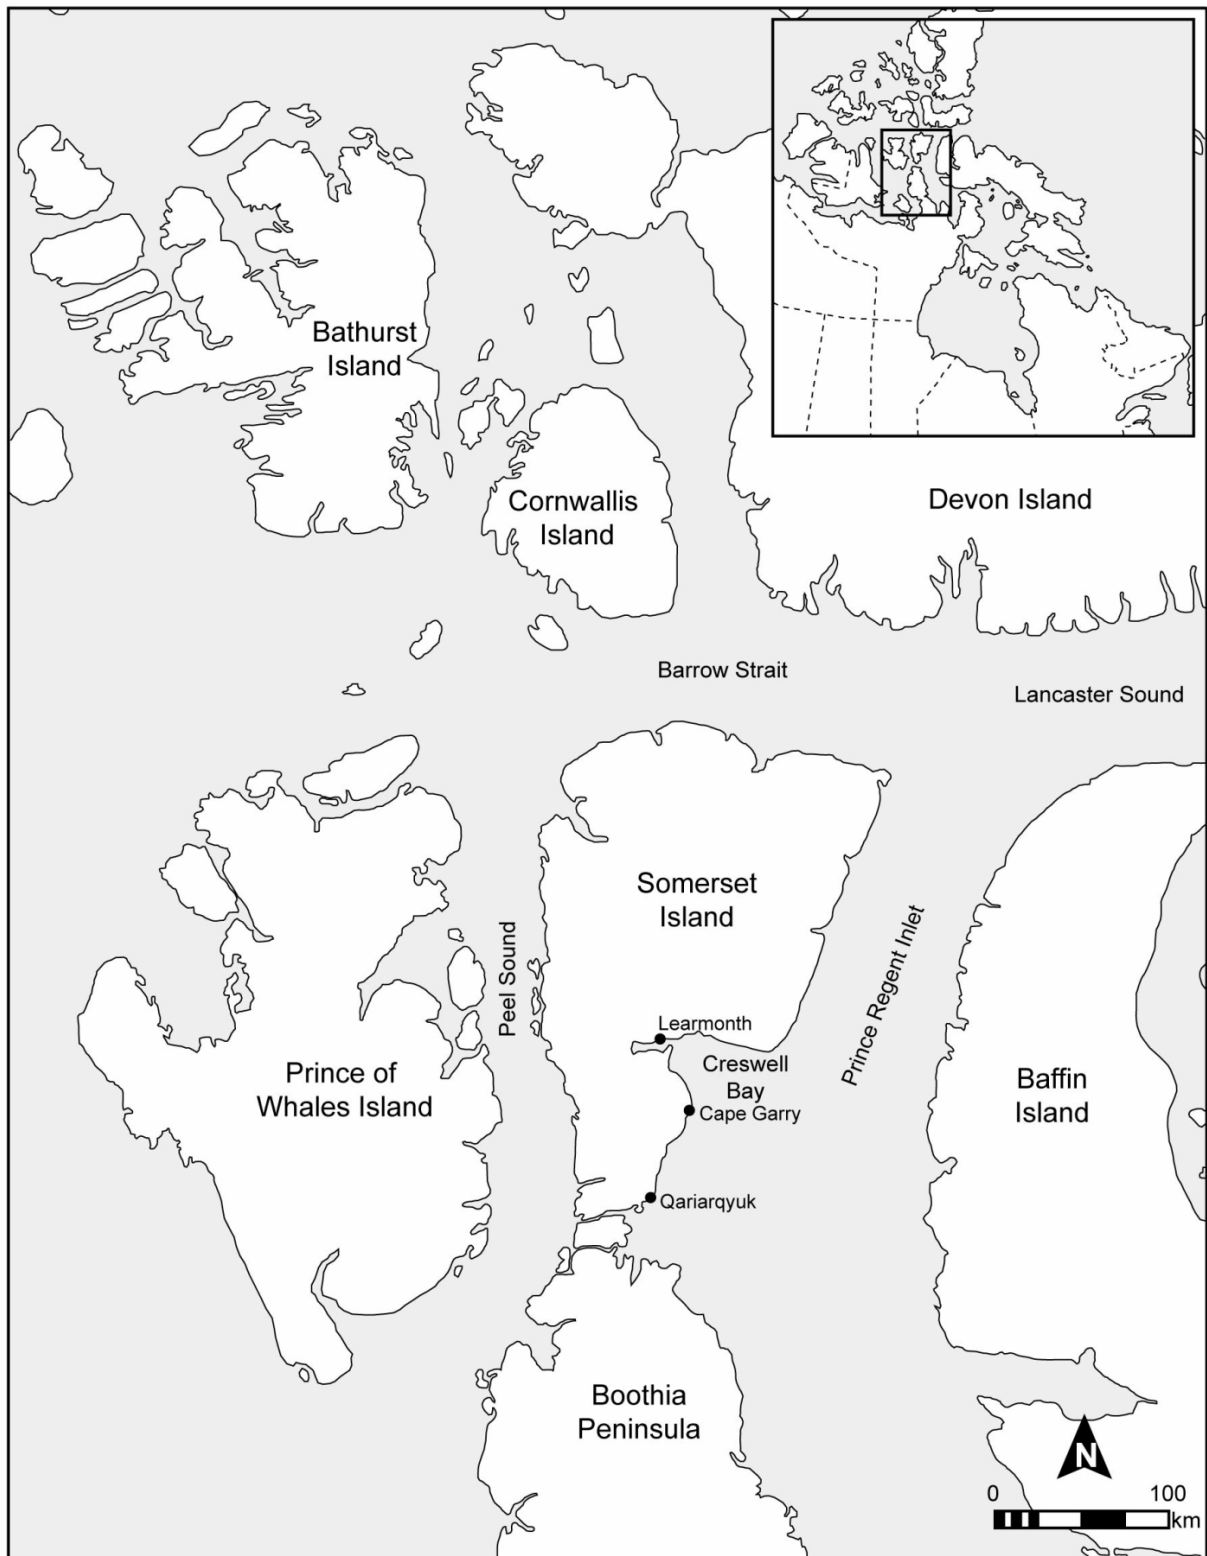 Bathurst
Island
Cornwallis
Island
Devon Island
Barrow Strait
Lancaster Sound
Somerset
Island
Peel Sound
Prince Regent Inlet
Learmonth
Creswell
Bay
Prince of
Whales Island
Cape Garry
Baffin
Island
Qariarqyuk
Boothia
Peninsula
N
0 100
km